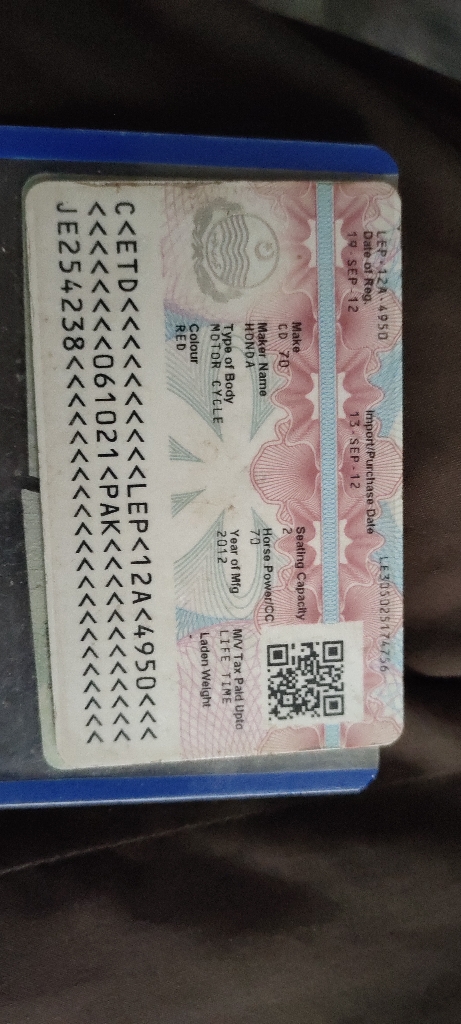 LEP-12A-4950
LE305025174756
Date of Reg.
19-SEP-12
Import/Purchase Date
13-SEP-12
Make
CD 70
Seating Capacity
2
Maker Name
HONDA
Horse Power/CC
70
Type of Body
MOTOR CYCLE
Year of Mfg
2012
M/V Tax Paid Upto
LIFE TIME
Colour
RED
Laden Weight
C<ETD<<<<<<<<<<LEP<12A<4950<<<
<<<<<<<<061021<PAK<<<<<<<<<<<<
JE254238<<<<<<<<<<<<<<<<<<<<<<